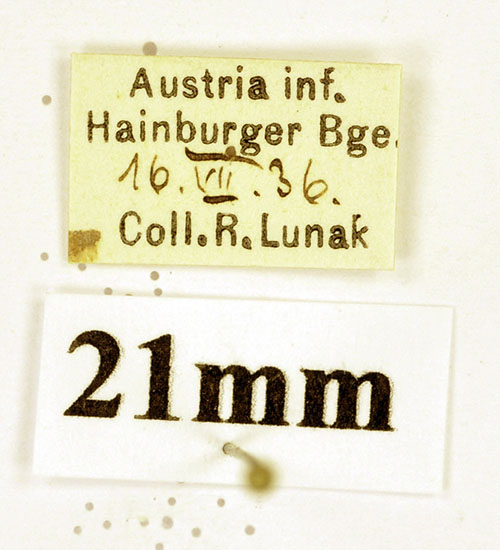 Austria inf.
Hainburger Bge.
16.VII.36.
Coll.R.Lunak
21mm